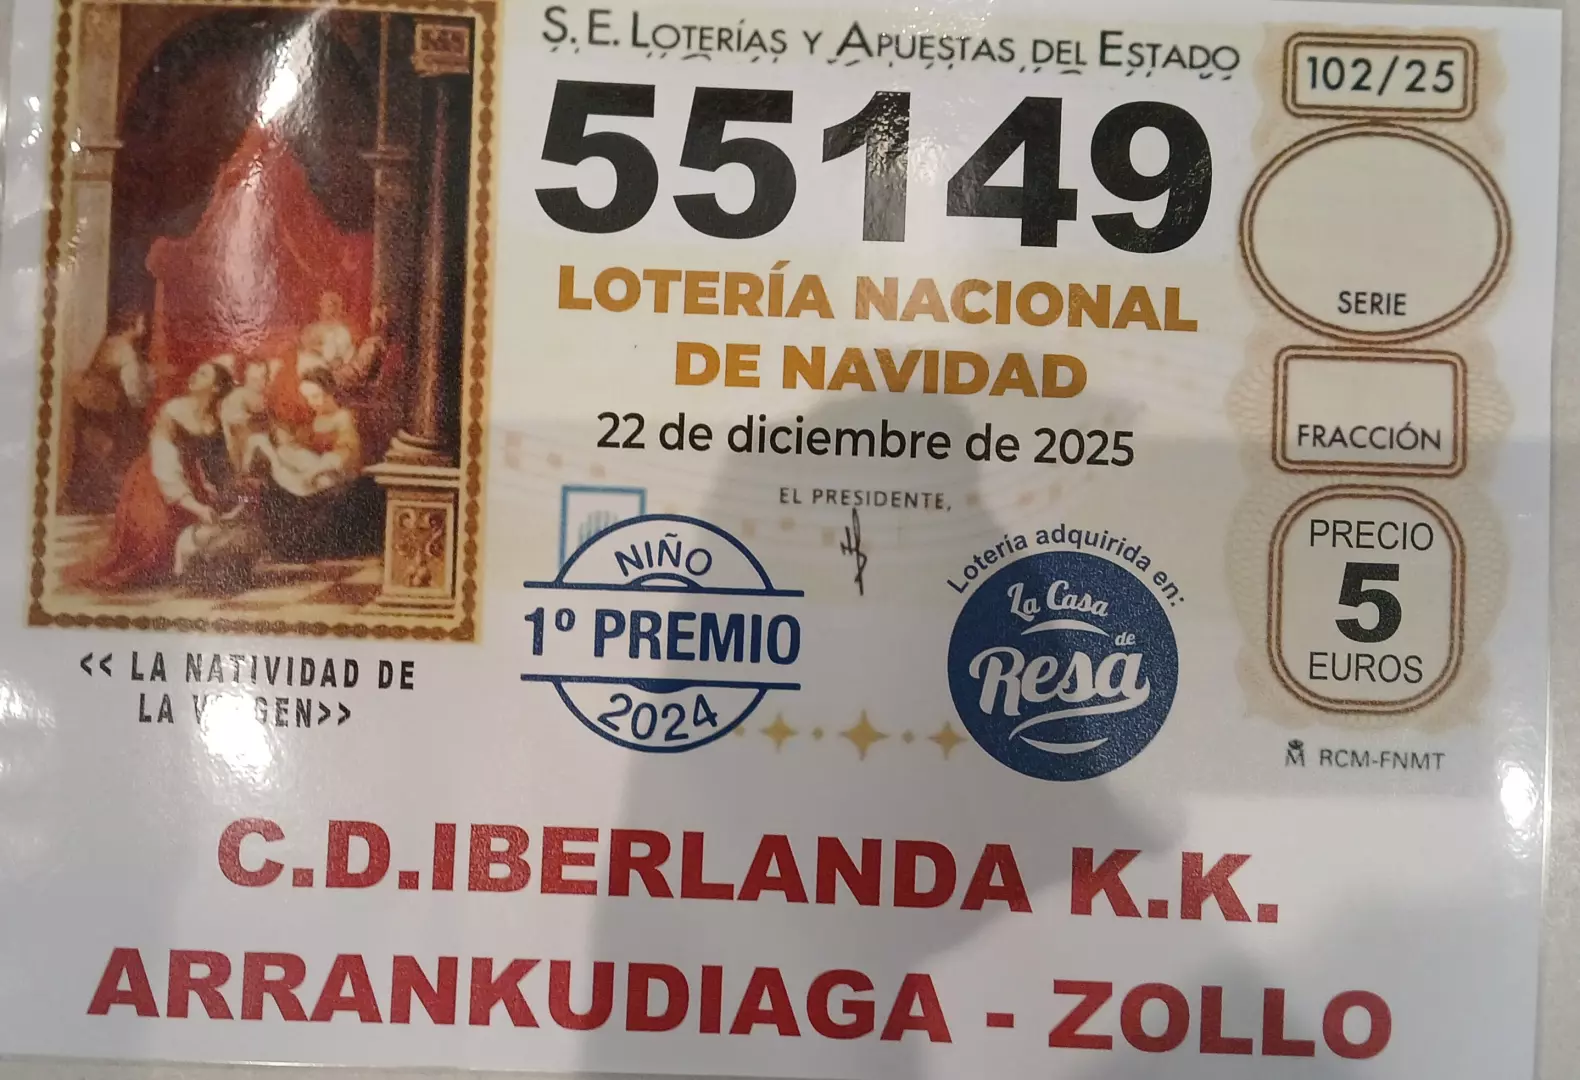 S.E. LOTERÍAS Y APUESTAS DEL ESTADO
102/25
55149
SERIE
LOTERÍA NACIONAL
DE NAVIDAD
22 de diciembre de 2025
FRACCIÓN
EL PRESIDENTE,
PRECIO
5
EUROS
NIÑO
1º PREMIO
2024
Lotería adquirida en:
La Casa
de
Resa
<< LA NATIVIDAD DE
LA VIRGEN>>
RCM-FNMT
C.D.IBERLANDA K.K.
ARRANKUDIAGA - ZOLLO